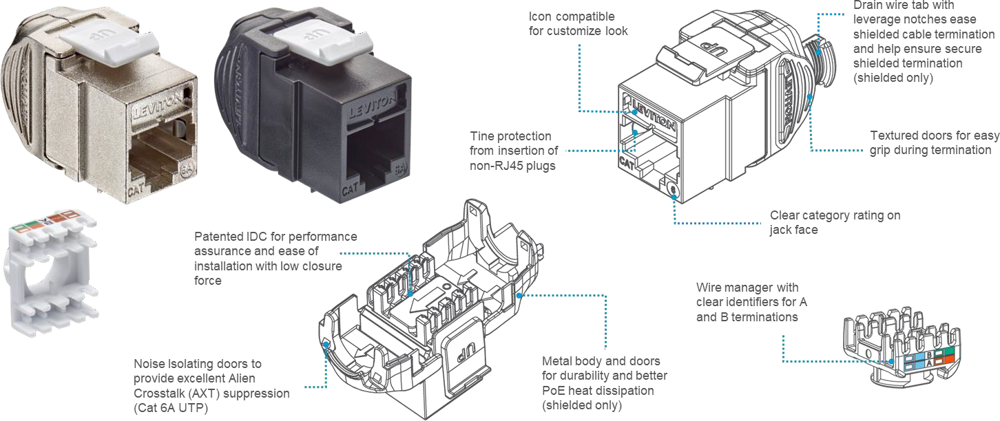 UP
LEVITON
LEVITON
CAT
6A
UP
LEVITON
LEVITON
CAT
6A
Icon compatible
for customize look
Drain wire tab with
leverage notches ease
shielded cable termination
and help ensure secure
shielded termination
(shielded only)
UP
LEVITON
LEVITON
CAT
6
Tine protection
from insertion of
non-RJ45 plugs
Textured doors for easy
grip during termination
Clear category rating on
jack face
B
A
Patented IDC for performance
assurance and ease of
installation with low closure
force
UP
Wire manager with
clear identifiers for A
and B terminations
B
A
Noise Isolating doors to
provide excellent Alien
Crosstalk (AXT) suppression
(Cat 6A UTP)
Metal body and doors
for durability and better
PoE heat dissipation
(shielded only)